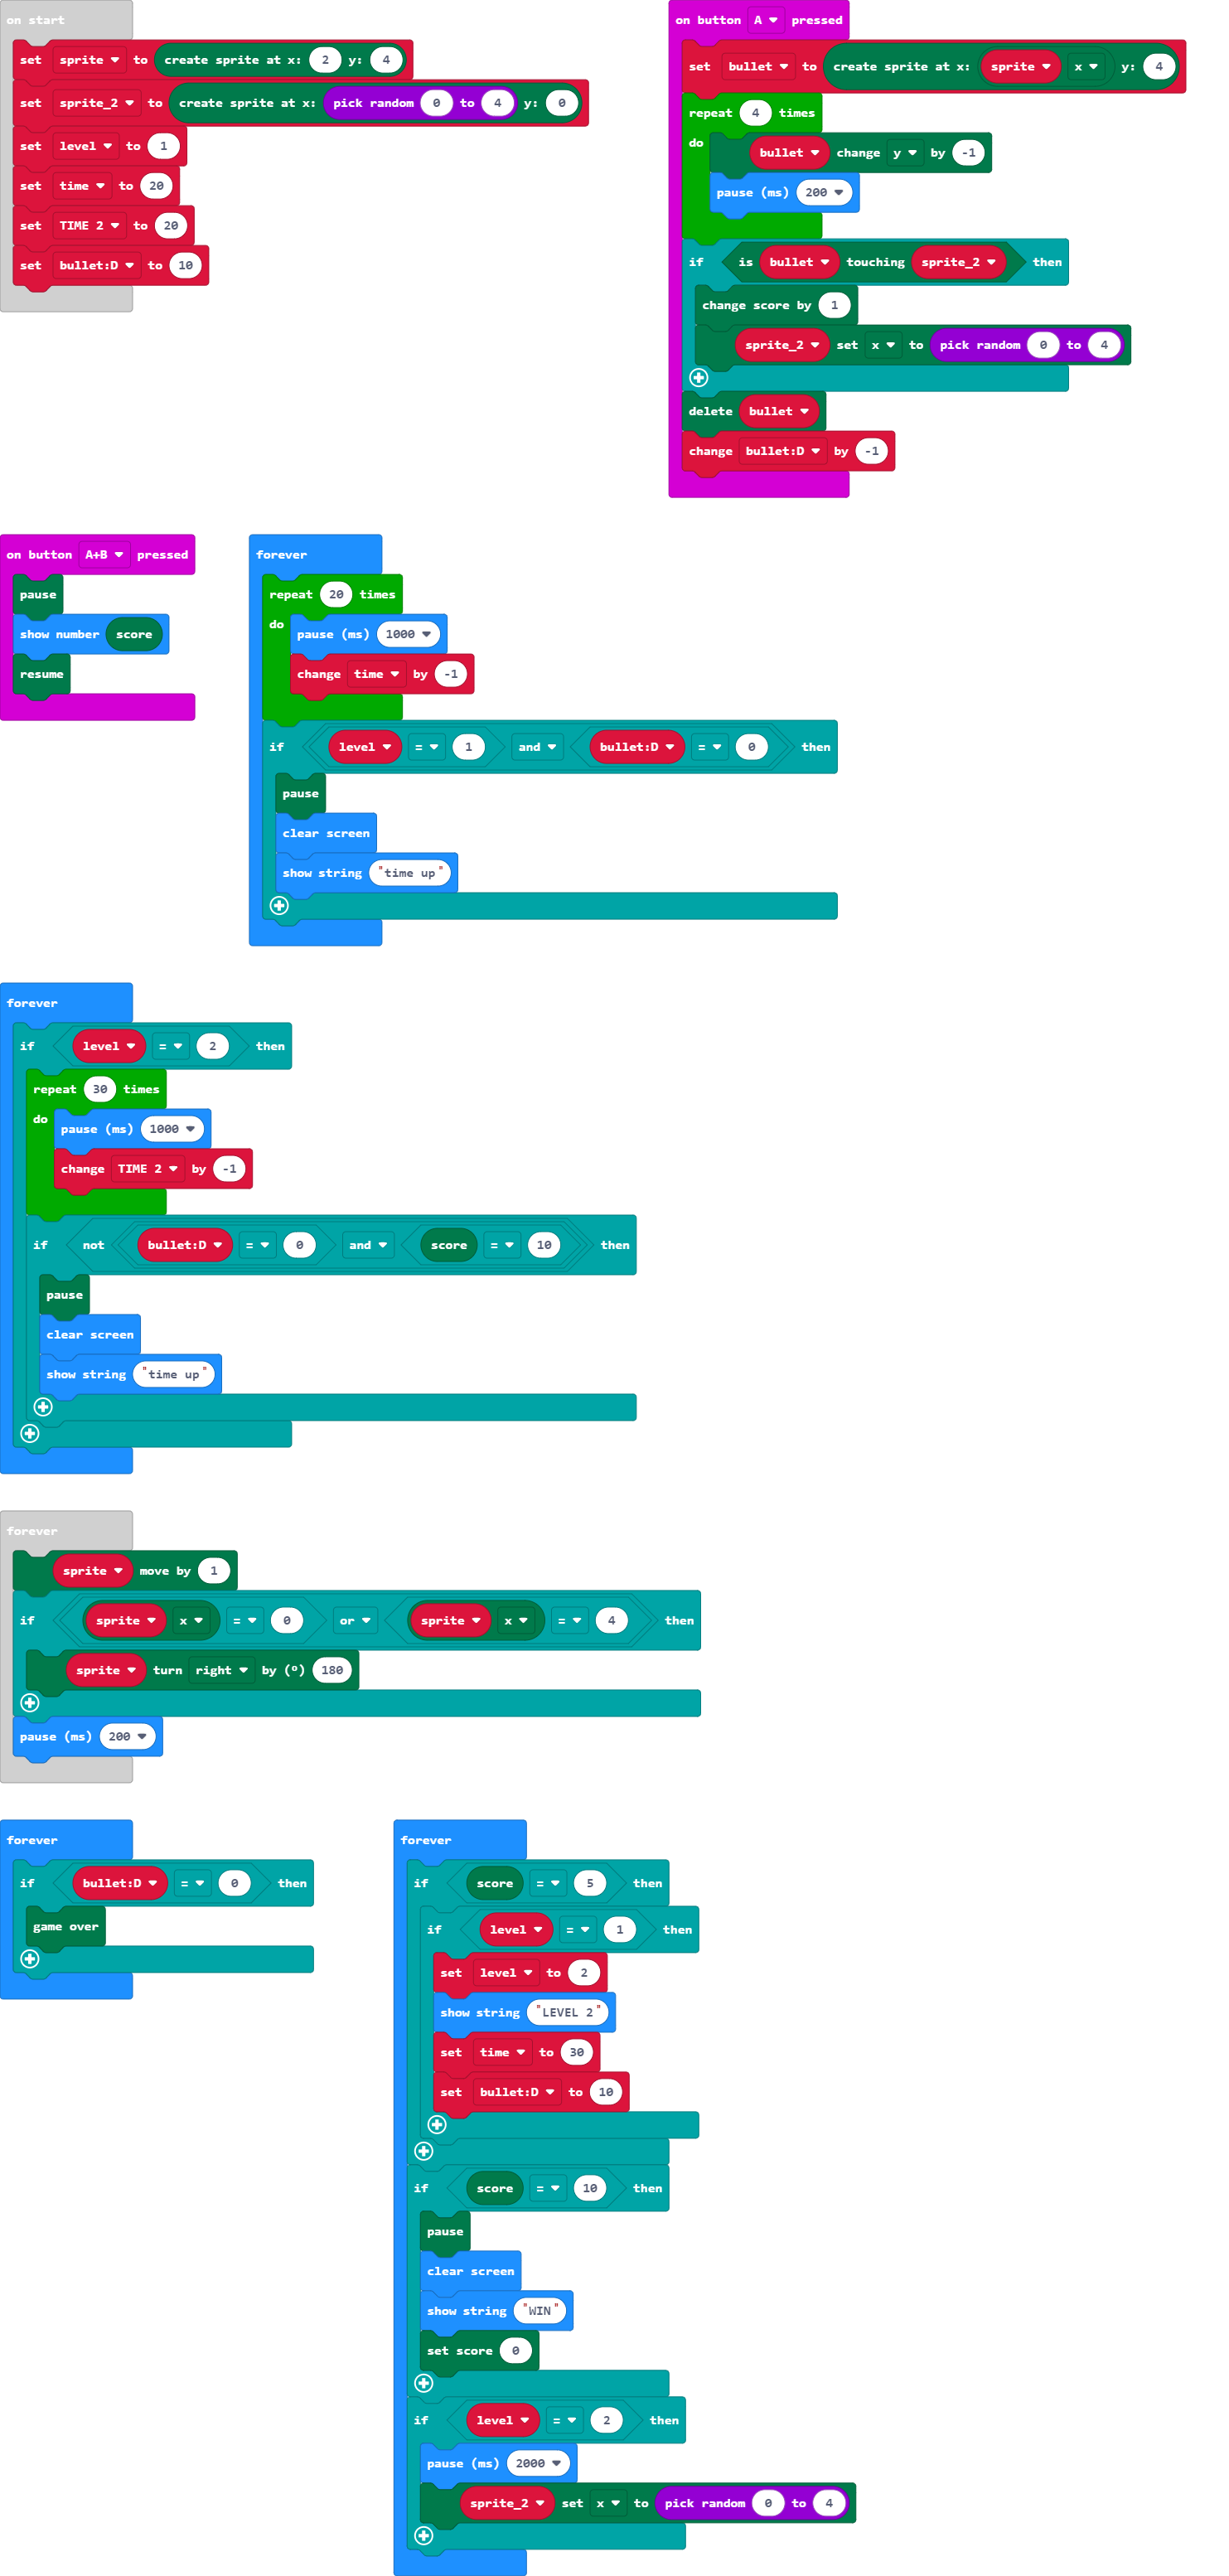 on start
set sprite to create sprite at x: 2 y: 4
set sprite_2 to create sprite at x: pick random 0 to 4 y: 0
set level to 1
set time to 20
set TIME 2 to 20
set bullet:D to 10
on button A pressed
set bullet to create sprite at x: sprite x y: 4
repeat 4 times
do
bullet change y by -1
pause (ms) 200
if is bullet touching sprite_2 then
change score by 1
sprite_2 set x to pick random 0 to 4
delete bullet
change bullet:D by -1
on button A+B pressed
pause
show number score
resume
forever
repeat 20 times
do
pause (ms) 1000
change time by -1
if level = 1 and bullet:D = 0 then
pause
clear screen
show string "time up"
forever
if level = 2 then
repeat 30 times
do
pause (ms) 1000
change TIME 2 by -1
if not bullet:D = 0 and score = 10 then
pause
clear screen
show string "time up"
forever
sprite move by 1
if sprite x = 0 or sprite x = 4 then
sprite turn right by (º) 180
pause (ms) 200
forever
if bullet:D = 0 then
game over
forever
if score = 5 then
if level = 1 then
set level to 2
show string "LEVEL 2"
set time to 30
set bullet:D to 10
if score = 10 then
pause
clear screen
show string "WIN"
set score 0
if level = 2 then
pause (ms) 2000
sprite_2 set x to pick random 0 to 4